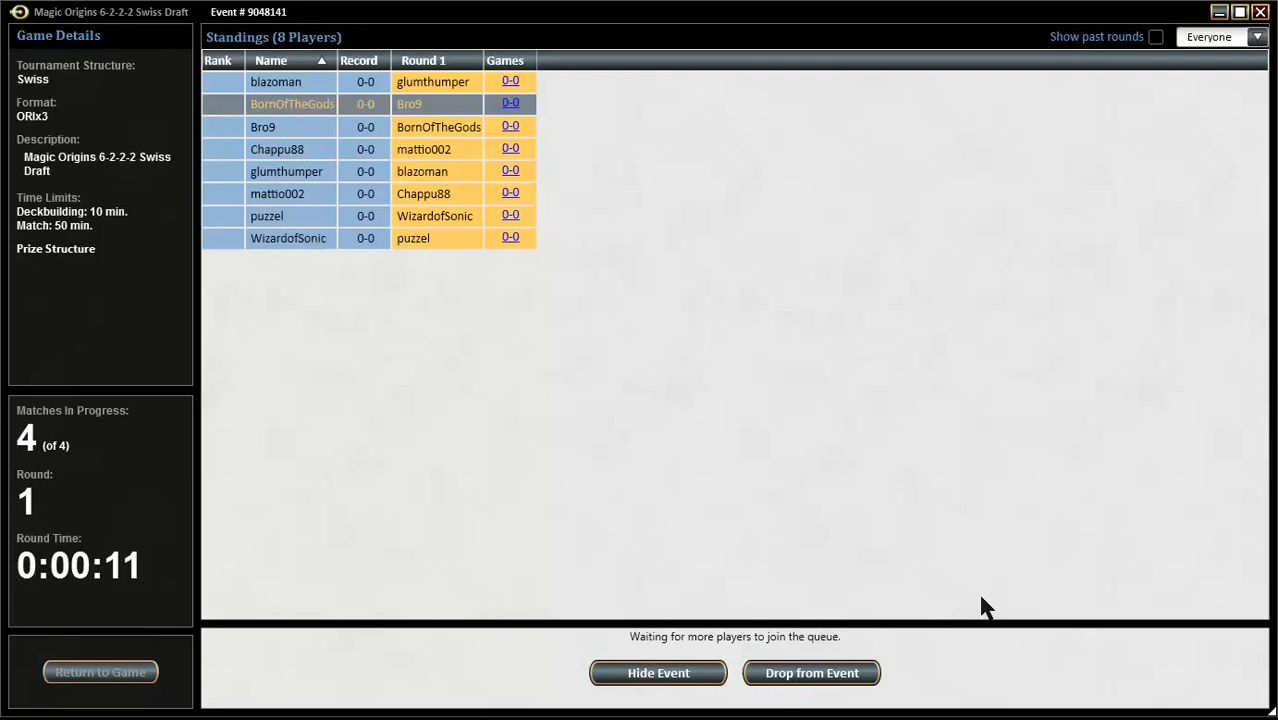 Magic Origins 6-2-2-2 Swiss Draft Event # 9048141
Game Details
Tournament Structure:
Swiss
Format:
ORIx3
Description:
Magic Origins 6-2-2-2 Swiss
Draft
Time Limits:
Deckbuilding: 10 min.
Match: 50 min.
Prize Structure
Matches In Progress:
4 (of 4)
Round:
1
Round Time:
0:00:11
Return to Game
Standings (8 Players) Show past rounds Everyone
Rank Name Record Round 1 Games
blazoman 0-0 glumthumper 0-0
BornOfTheGods 0-0 Bro9 0-0
Bro9 0-0 BornOfTheGods 0-0
Chappu88 0-0 mattio002 0-0
glumthumper 0-0 blazoman 0-0
mattio002 0-0 Chappu88 0-0
puzzel 0-0 WizardofSonic 0-0
WizardofSonic 0-0 puzzel 0-0
Waiting for more players to join the queue.
Hide Event Drop from Event